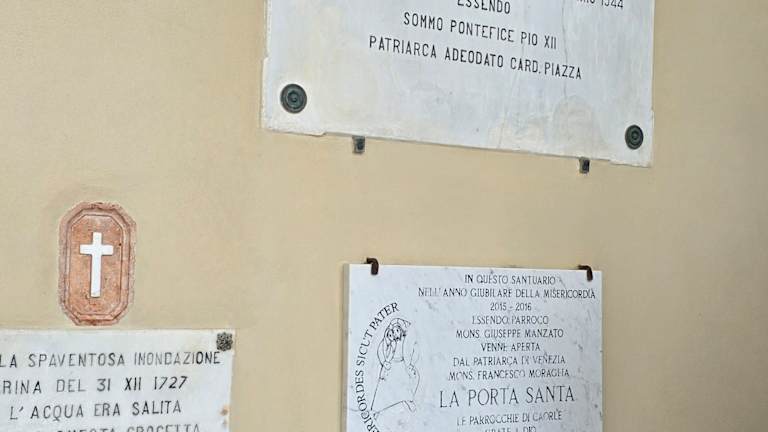 1944
ESSENDO
SOMMO PONTEFICE PIO XII
PATRIARCA ADEODATO CARD. PIAZZA
LA SPAVENTOSA INONDAZIONE
RINA DEL 31 XII 1727
L'ACQUA ERA SALITA
CROCETTA
SICUT PATER
IN QUESTO SANTUARIO
NELL'ANNO GIUBILARE DELLA MISERICORDIA
2015-2016
ESSENDO PARROCO
MONS. GIUSEPPE MANZATO
VENNE APERTA
DAL PATRIARCA DI VENEZIA
MONS. FRANCESCO MORAGLIA
LA PORTA SANTA
LE PARROCCHIE DI CAORLE